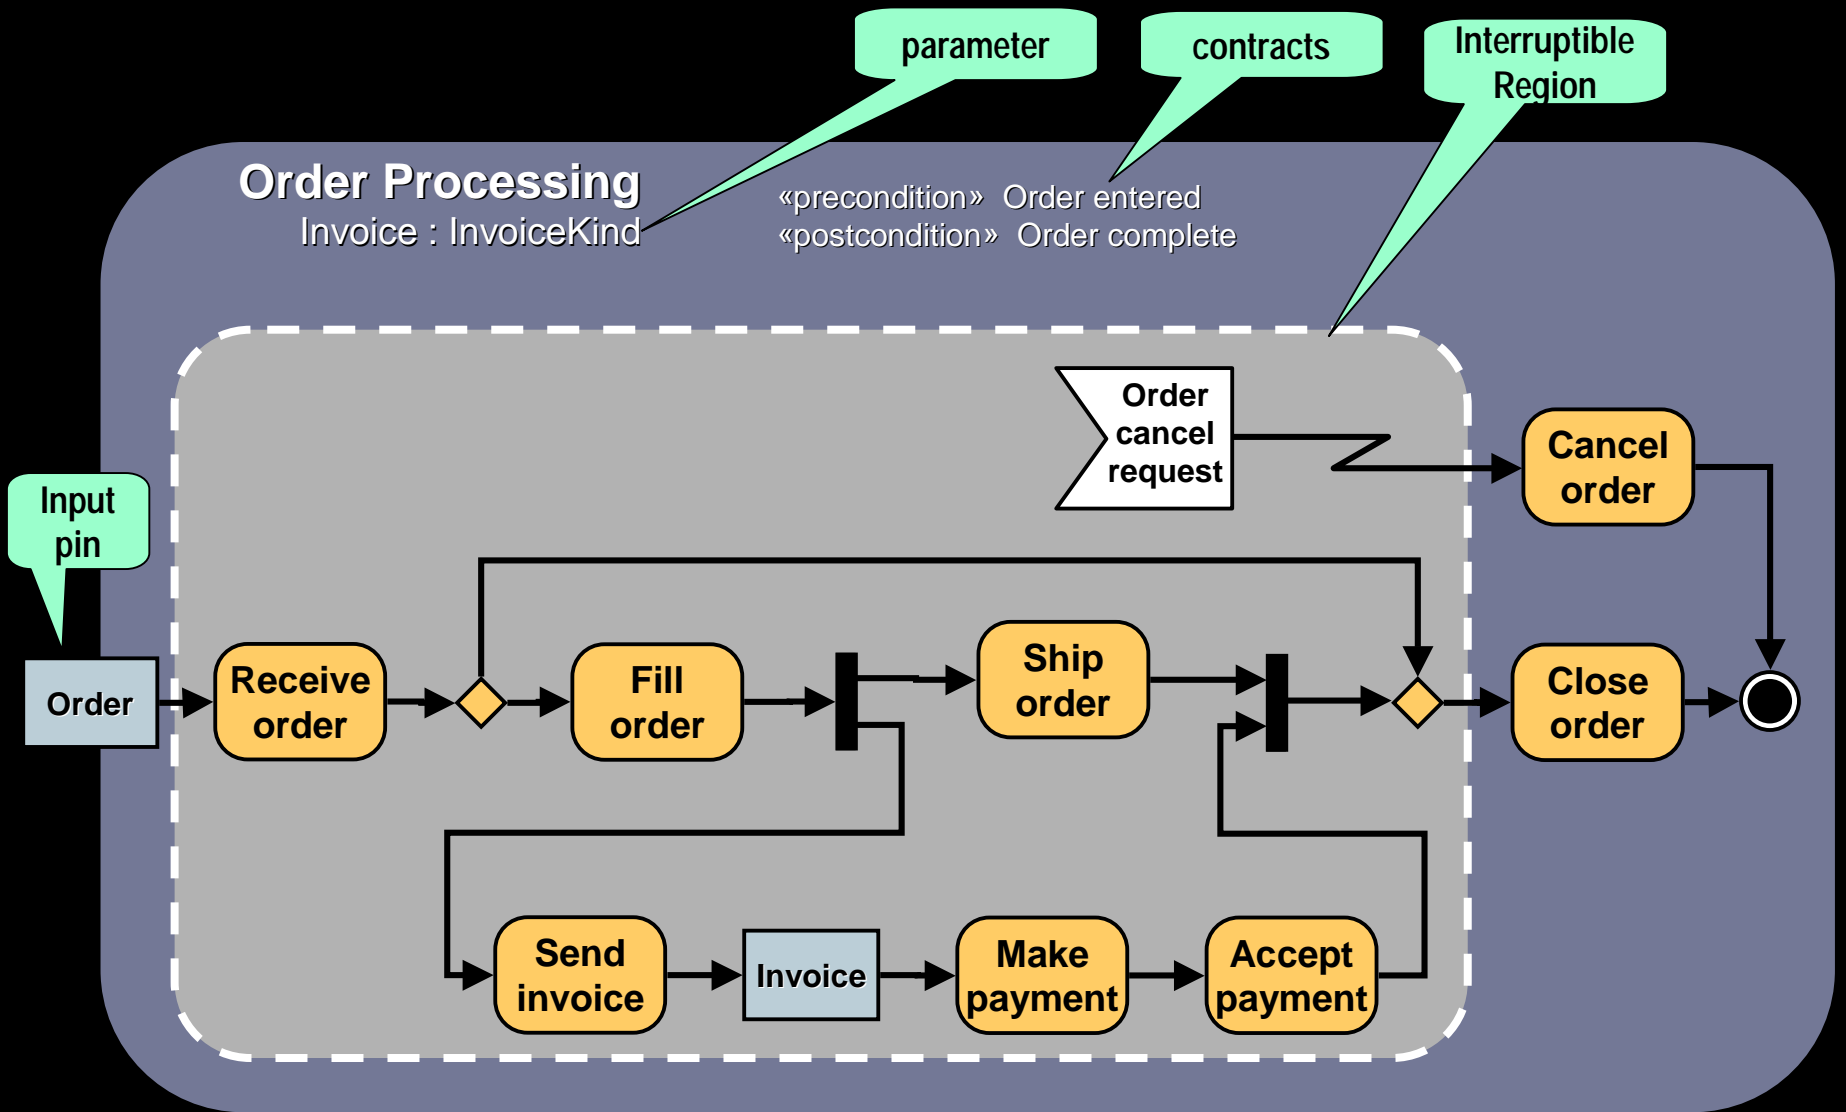 parameter
contracts
Interruptible
Region
Order Processing
Invoice : InvoiceKind
«precondition» Order entered
«postcondition» Order complete
Order
cancel
request
Cancel
order
Input
pin
Order
Receive
order
Fill
order
Ship
order
Close
order
Send
invoice
Invoice
Make
payment
Accept
payment